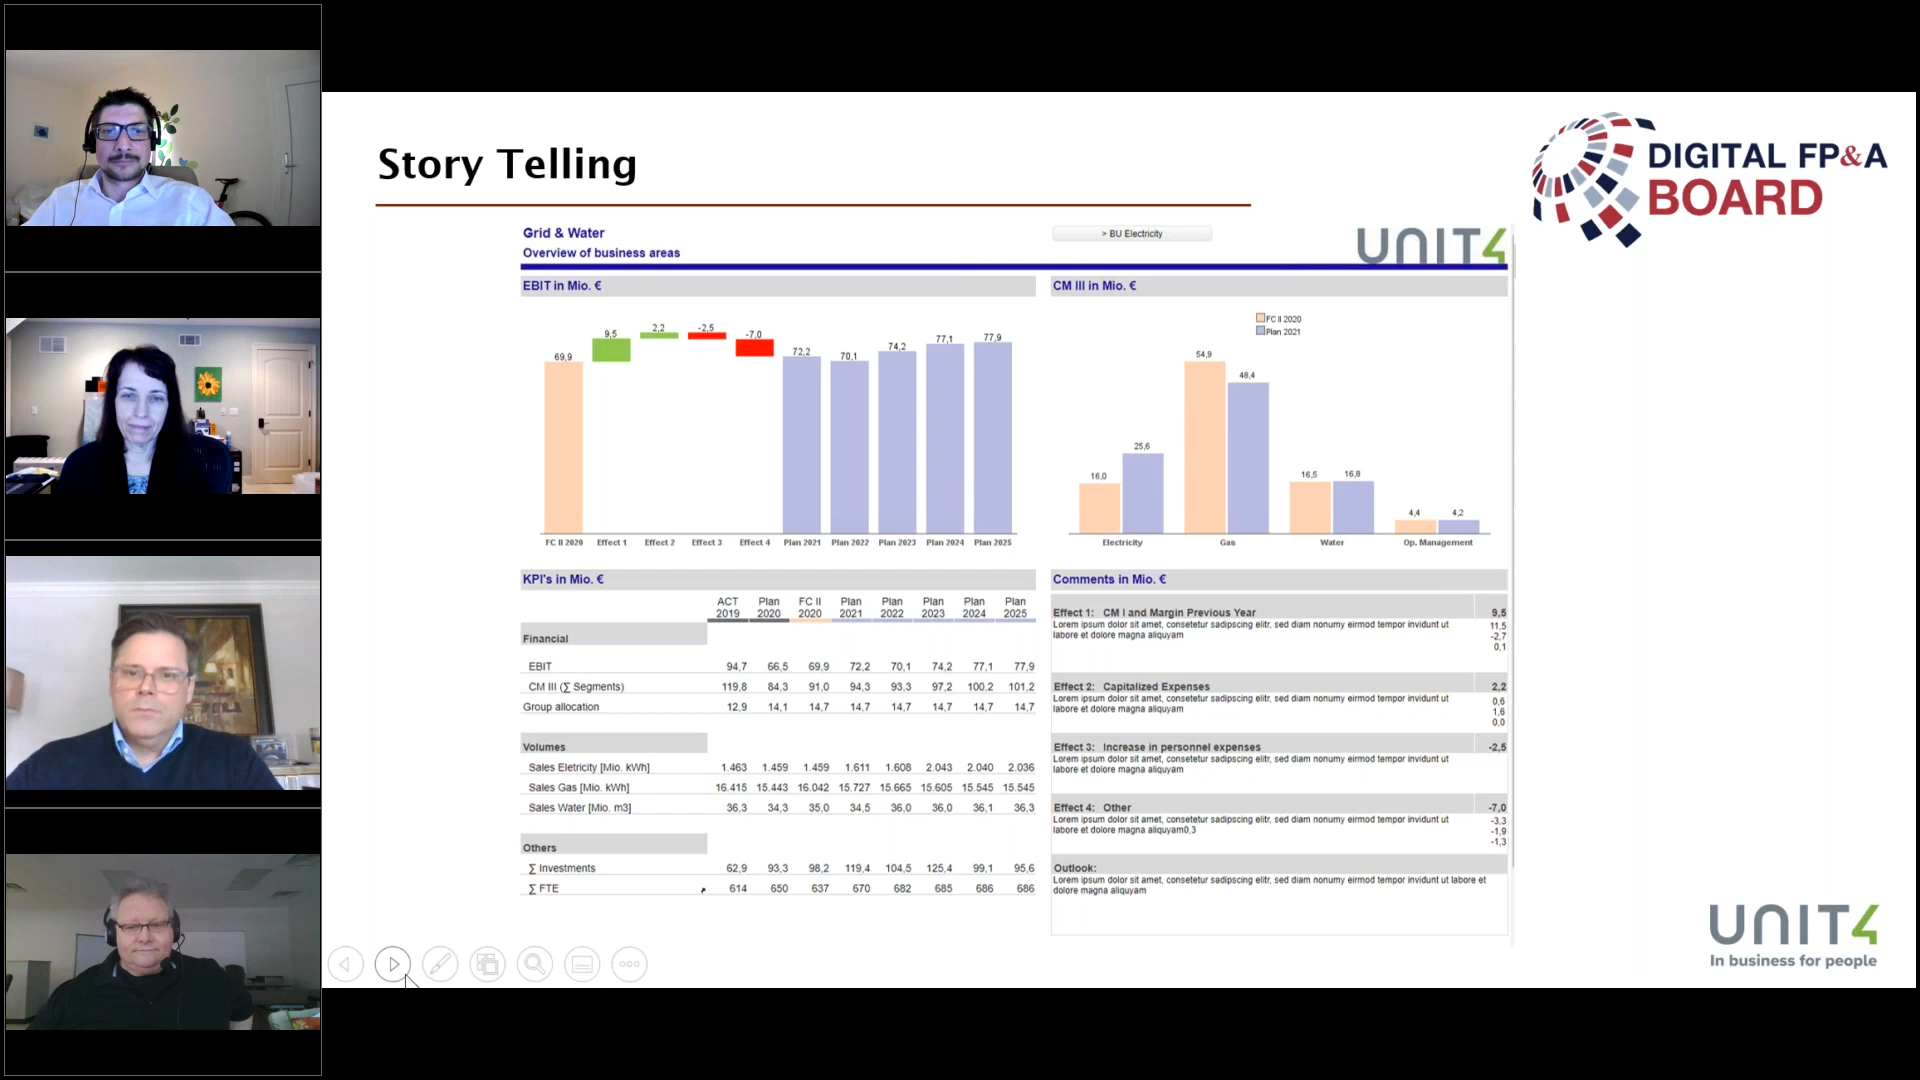 Story Telling
DIGITAL FP&A
BOARD
Grid & Water
> BU Electricity
UNIT4
Overview of business areas
EBIT in Mio. €
69,9
9,5
2,2
-2,5
-7,0
72,2
70,1
74,2
77,1
77,9
FC II 2020 Effect 1 Effect 2 Effect 3 Effect 4 Plan 2021 Plan 2022 Plan 2023 Plan 2024 Plan 2025
CM III in Mio. €
FC II 2020
Plan 2021
16,0
25,6
54,9
48,4
16,5
16,8
4,4
4,2
Electricity Gas Water Op. Management
KPI's in Mio. €
ACT Plan FC II Plan Plan Plan Plan Plan
2019 2020 2020 2021 2022 2023 2024 2025
Financial
EBIT 94,7 66,5 69,9 72,2 70,1 74,2 77,1 77,9
CM III (∑ Segments) 119,8 84,3 91,0 94,3 93,3 97,2 100,2 101,2
Group allocation 12,9 14,1 14,7 14,7 14,7 14,7 14,7 14,7
Volumes
Sales Eletricity [Mio. kWh] 1.463 1.459 1.459 1.611 1.608 2.043 2.040 2.036
Sales Gas [Mio. kWh] 16.415 15.443 16.042 15.727 15.665 15.605 15.545 15.545
Sales Water [Mio. m3] 36,3 34,3 35,0 34,5 36,0 36,0 36,1 36,3
Others
∑ Investments 62,9 93,3 98,2 119,4 104,5 125,4 99,1 95,6
∑ FTE 614 650 637 670 682 685 686 686
Comments in Mio. €
Effect 1: CM I and Margin Previous Year 9,5
Lorem ipsum dolor sit amet, consetetur sadipscing elitr, sed diam nonumy eirmod tempor invidunt ut 11,5
labore et dolore magna aliquyam -2,7
0,1
Effect 2: Capitalized Expenses 2,2
Lorem ipsum dolor sit amet, consetetur sadipscing elitr, sed diam nonumy eirmod tempor invidunt ut 0,6
labore et dolore magna aliquyam 1,6
0,0
Effect 3: Increase in personnel expenses -2,5
Lorem ipsum dolor sit amet, consetetur sadipscing elitr, sed diam nonumy eirmod tempor invidunt ut
labore et dolore magna aliquyam
Effect 4: Other -7,0
Lorem ipsum dolor sit amet, consetetur sadipscing elitr, sed diam nonumy eirmod tempor invidunt ut -3,3
labore et dolore magna aliquyam0,3 -1,9
-1,3
Outlook:
Lorem ipsum dolor sit amet, consetetur sadipscing elitr, sed diam nonumy eirmod tempor invidunt ut labore et
dolore magna aliquyam
UNIT4
In business for people